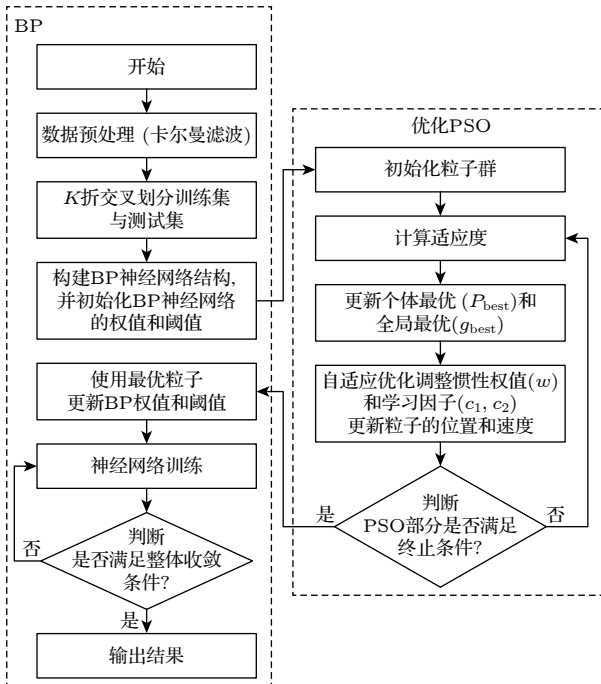 BP
开始
数据预处理 (卡尔曼滤波)
K折交叉划分训练集
与测试集
构建BP神经网络结构,
并初始化BP神经网络
的权值和阈值
优化PSO
初始化粒子群
计算适应度
更新个体最优 (P_best)和
全局最优(g_best)
自适应优化调整惯性权值(w)
和学习因子(c₁, c₂)
更新粒子的位置和速度
判断
PSO部分是否满足
终止条件?
是
否
使用最优粒子
更新BP权值和阈值
神经网络训练
判断
是否满足整体收敛
条件?
否
是
输出结果